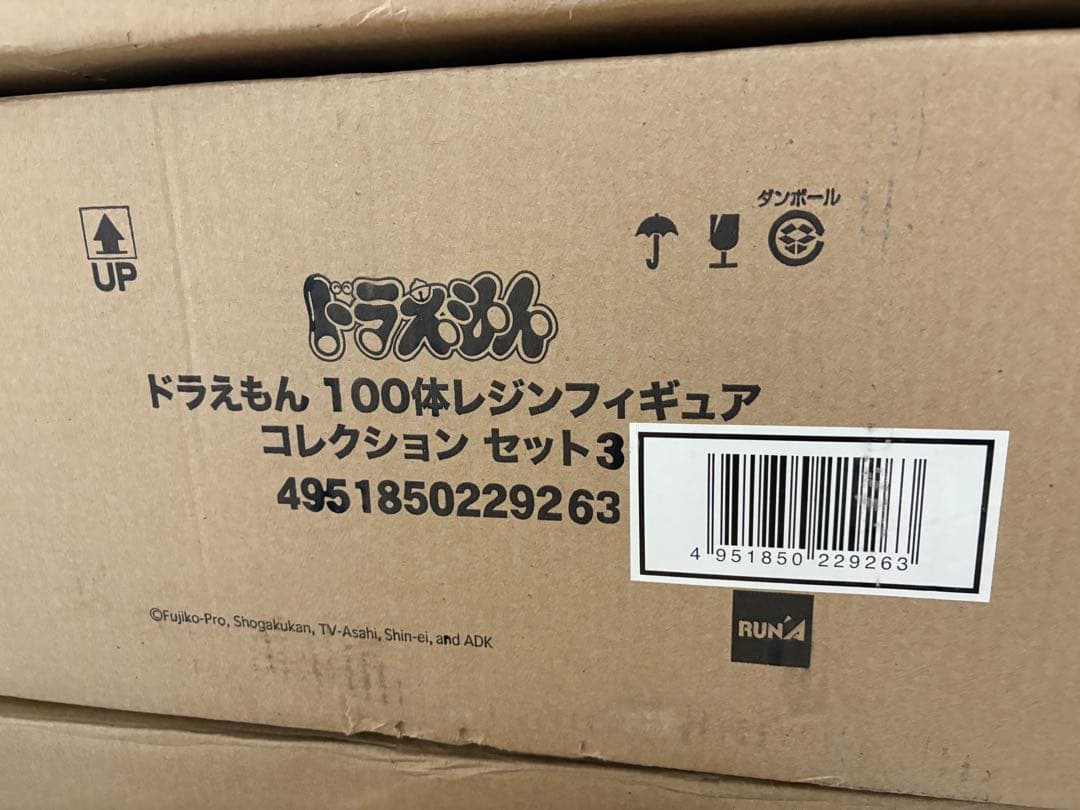 ダンボール
UP
ドラえもん
ドラえもん 100体レジンフィギュア
コレクション セット3
4951850229263
4 951850 229263
©Fujiko-Pro, Shogakukan, TV-Asahi, Shin-ei, and ADK
RUN'A